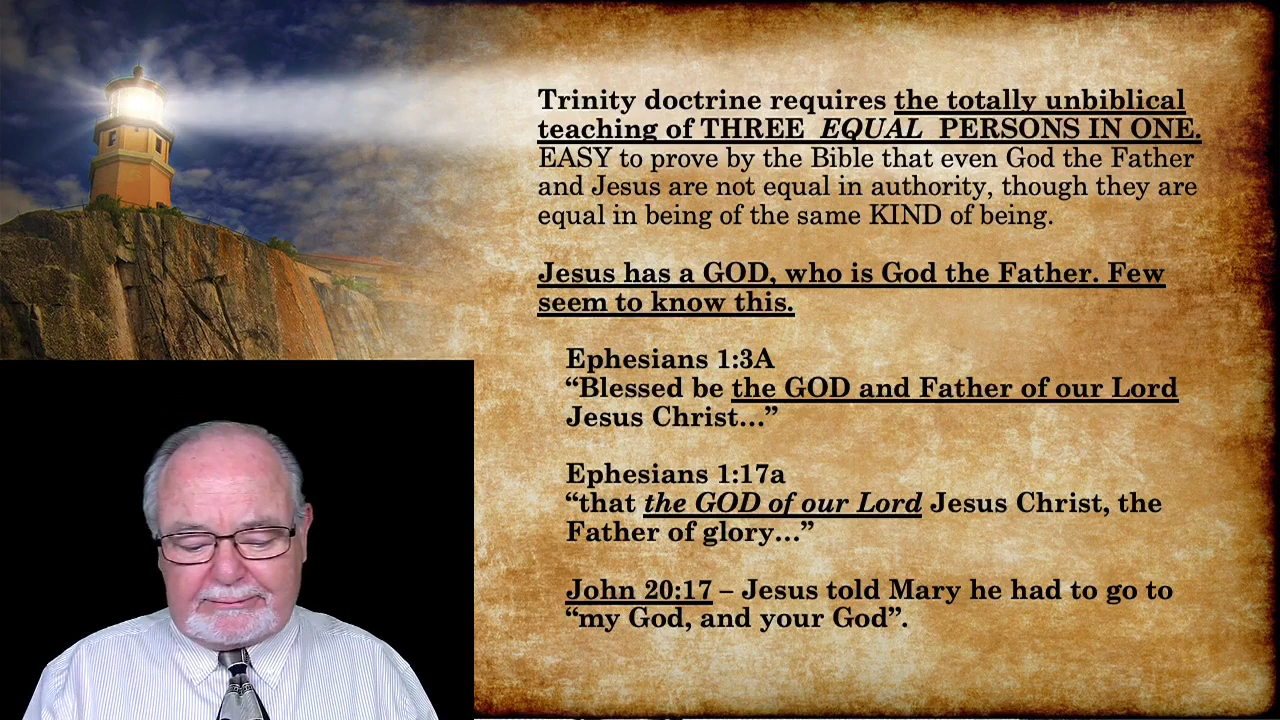 Trinity doctrine requires the totally unbiblical
teaching of THREE EQUAL PERSONS IN ONE.
EASY to prove by the Bible that even God the Father
and Jesus are not equal in authority, though they are
equal in being of the same KIND of being.
Jesus has a GOD, who is God the Father. Few
seem to know this.
Ephesians 1:3A
“Blessed be the GOD and Father of our Lord
Jesus Christ…”
Ephesians 1:17a
“that the GOD of our Lord Jesus Christ, the
Father of glory…”
John 20:17 – Jesus told Mary he had to go to
“my God, and your God”.